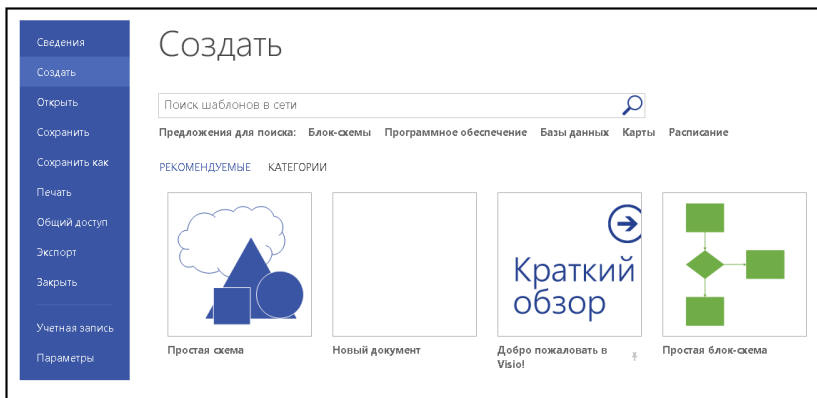 Сведения
Создать
Открыть
Сохранить
Сохранить как
Печать
Общий доступ
Экспорт
Закрыть
Учетная запись
Параметры
Создать
Поиск шаблонов в сети
Предложения для поиска: Блок-схемы Программное обеспечение Базы данных Карты Расписание
РЕКОМЕНДУЕМЫЕ КАТЕГОРИИ
Краткий
обзор
Простая схема
Новый документ
Добро пожаловать в
Visio!
Простая блок-схема